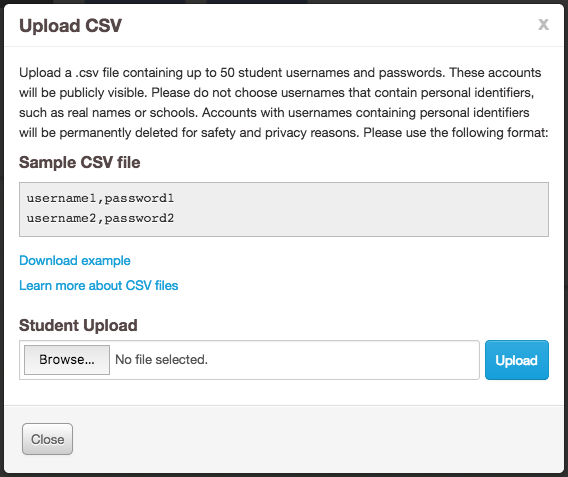 Upload CSV
x
Upload a .csv file containing up to 50 student usernames and passwords. These accounts
will be publicly visible. Please do not choose usernames that contain personal identifiers,
such as real names or schools. Accounts with usernames containing personal identifiers
will be permanently deleted for safety and privacy reasons. Please use the following format:
Sample CSV file
username1,password1
username2,password2
Download example
Learn more about CSV files
Student Upload
Browse... No file selected.
Upload
Close